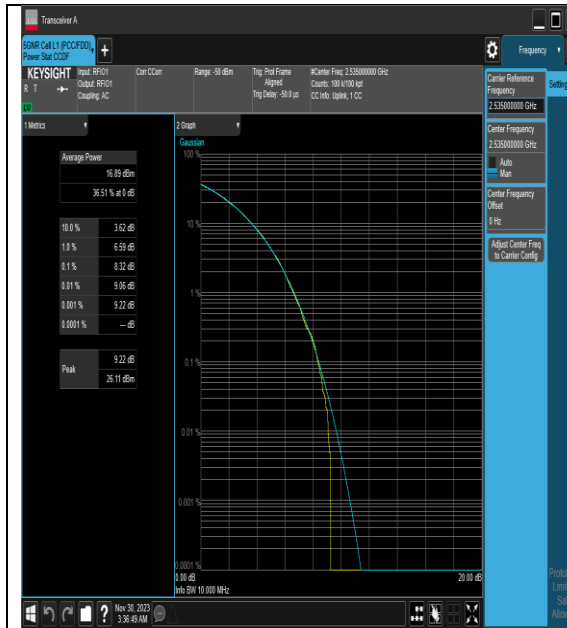 Transceiver A
5GNR Cell L1 (PCC/FDD),
Power Stat CCDF
Frequency
KEYSIGHT
R T
Input: RFIO1
Output: RFIO1
Coupling: AC
Corr CCorr
Range: -50 dBm
Trig: Prot Frame
Aligned
Trig Delay: -50.0 µs
#Center Freq: 2.535000000 GHz
Counts: 100 k/100 kpt
CC Info: Uplink, 1 CC
1 Metrics
Average Power
16.89 dBm
36.51 % at 0 dB
10.0 % 3.62 dB
1.0 % 6.59 dB
0.1 % 8.32 dB
0.01 % 9.06 dB
0.001 % 9.22 dB
0.0001 % --- dB
Peak
9.22 dB
26.11 dBm
2 Graph
Gaussian
100 %
10 %
1 %
0.1 %
0.01 %
0.001 %
0.0001 %
0.00 dB 20.00 dB
Info BW 10.000 MHz
Carrier Reference
Frequency
2.535000000 GHz
Center Frequency
2.535000000 GHz
Auto
Man
Center Frequency
Offset
0 Hz
Adjust Center Freq
to Carrier Config
Nov 30, 2023
3:36:49 AM